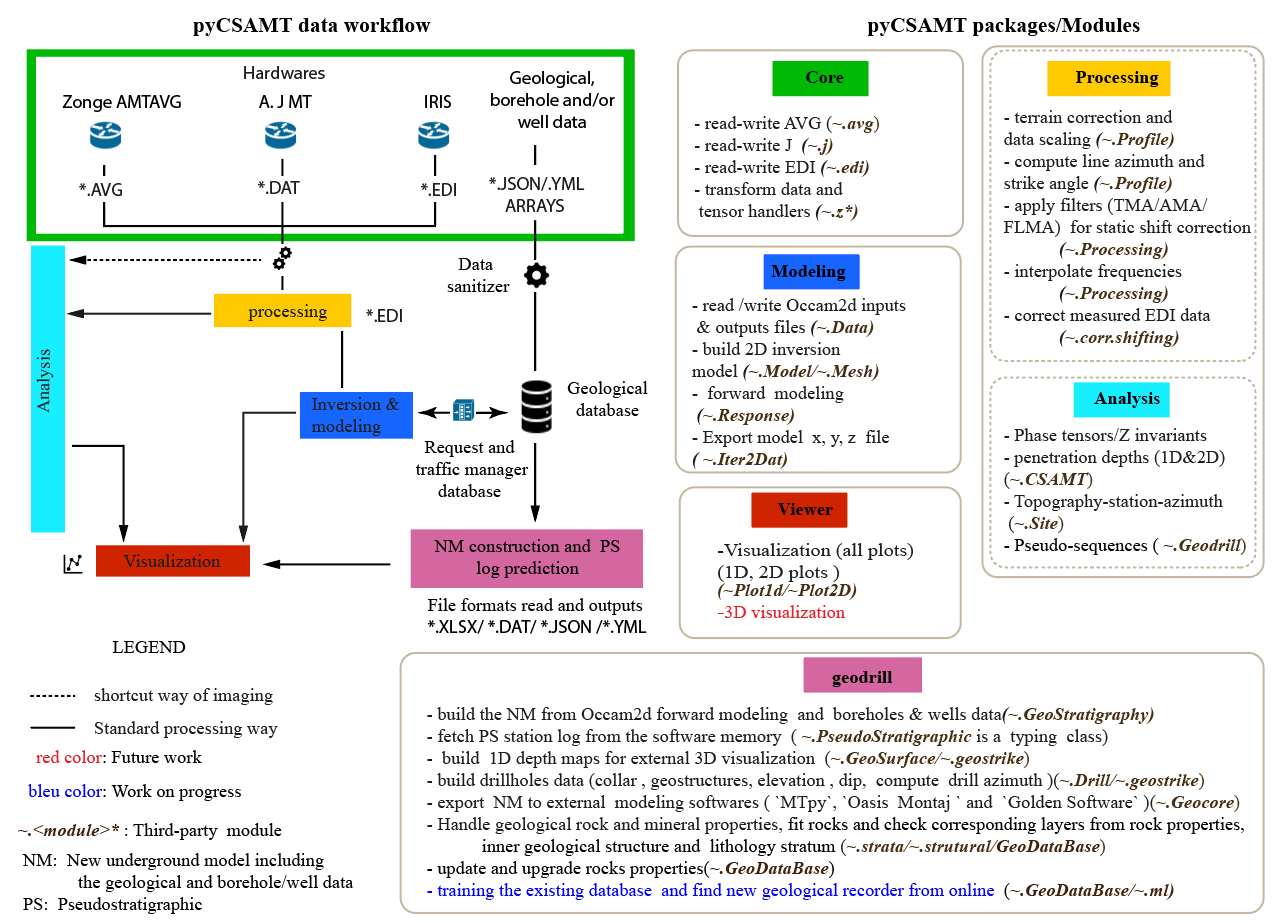 pyCSAMT data workflow
Hardwares
Zonge AMTAVG
A. J MT
IRIS
Geological,
borehole and/or
well data
*.AVG
*.DAT
*.EDI
*.JSON/.YML
ARRAYS
Data
sanitizer
processing
*.EDI
Analysis
Inversion &
modeling
Geological
database
Request and
traffic manager
database
Visualization
NM construction and PS
log prediction
File formats read and outputs
*.XLSX/ *.DAT/ *.JSON /*.YML
LEGEND
shortcut way of imaging
Standard processing way
red color: Future work
bleu color: Work on progress
~.<module>* : Third-party module
NM: New underground model including
the geological and borehole/well data
PS: Pseudostratigraphic
pyCSAMT packages/Modules
Core
- read-write AVG (~.avg)
- read-write J (~.j)
- read-write EDI (~.edi)
- transform data and
tensor handlers (~.z*)
Modeling
- read /write Occam2d inputs
& outputs files (~.Data)
- build 2D inversion
model (~.Model/~.Mesh)
- forward modeling
(~.Response)
- Export model x, y, z file
( ~.Iter2Dat)
Viewer
-Visualization (all plots)
(1D, 2D plots )
(~Plot1d/~Plot2D)
-3D visualization
Processing
- terrain correction and
data scaling (~.Profile)
- compute line azimuth and
strike angle (~.Profile)
- apply filters (TMA/AMA/
FLMA) for static shift correction
(~.Processing)
- interpolate frequencies
(~.Processing)
- correct measured EDI data
(~.corr.shifting)
Analysis
- Phase tensors/Z invariants
- penetration depths (1D&2D)
(~.CSAMT)
- Topography-station-azimuth
(~.Site)
- Pseudo-sequences ( ~.Geodrill)
geodrill
- build the NM from Occam2d forward modeling and boreholes & wells data(~.GeoStratigraphy)
- fetch PS station log from the software memory ( ~.PseudoStratigraphic is a typing class)
- build 1D depth maps for external 3D visualization (~.GeoSurface/~.geostrike)
- build drillholes data (collar , geostructures, elevation , dip, compute drill azimuth )(~.Drill/~.geostrike)
- export NM to external modeling softwares ( `MTpy`, `Oasis Montaj ` and `Golden Software` )(~.Geocore)
- Handle geological rock and mineral properties, fit rocks and check corresponding layers from rock properties,
inner geological structure and lithology stratum (~.strata/~.strutural/GeoDataBase)
- update and upgrade rocks properties(~.GeoDataBase)
- training the existing database and find new geological recorder from online (~.GeoDataBase/~.ml)